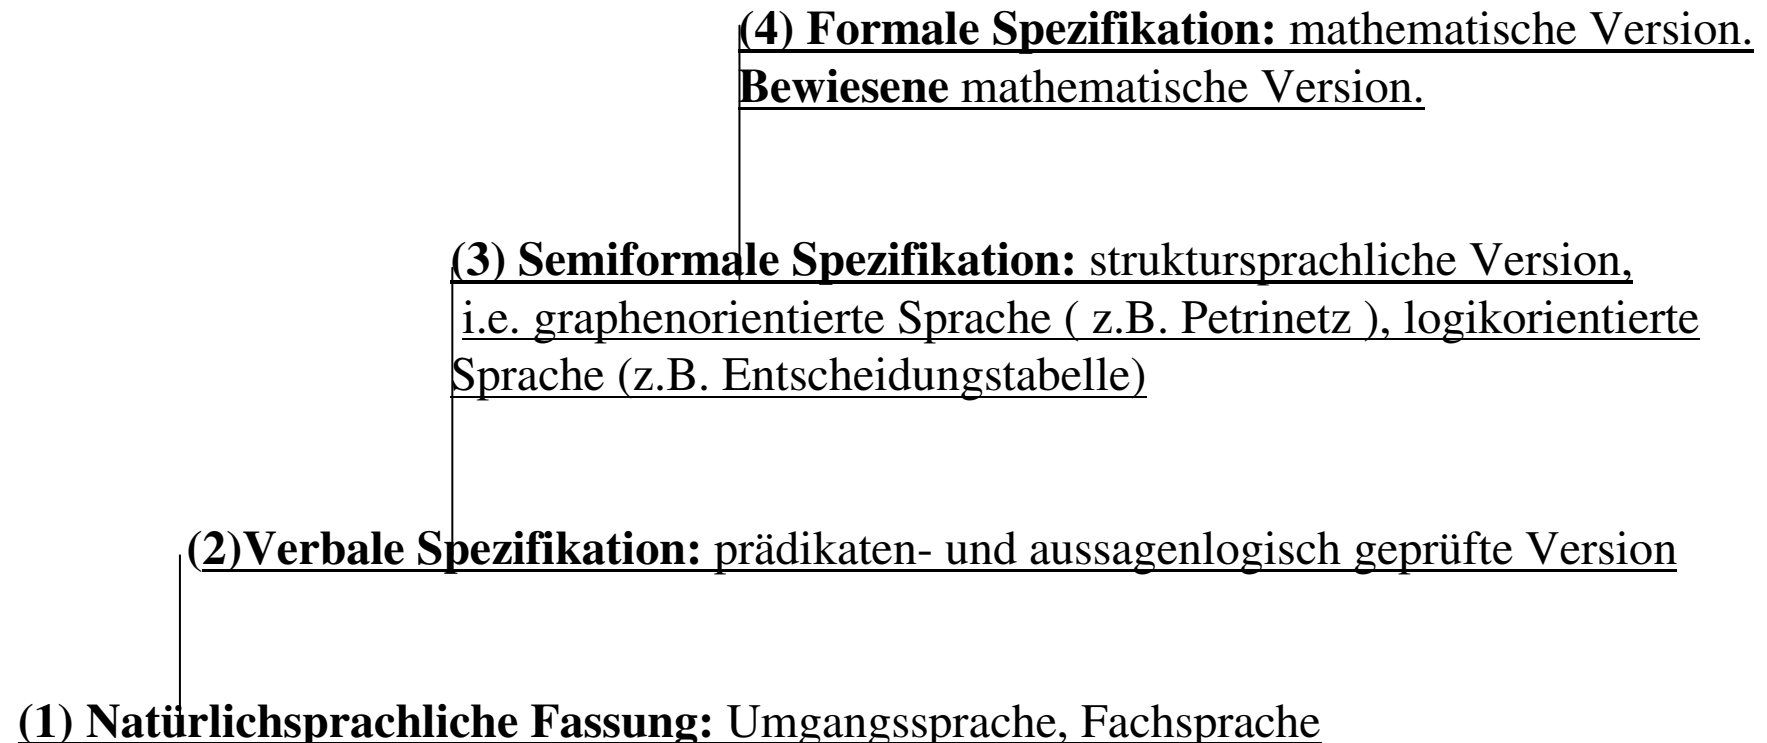 (4) Formale Spezifikation: mathematische Version.
Bewiesene mathematische Version.
(3) Semiformale Spezifikation: struktursprachliche Version,
i.e. graphenorientierte Sprache ( z.B. Petrinetz ), logikorientierte
Sprache (z.B. Entscheidungstabelle)
(2)Verbale Spezifikation: prädikaten- und aussagenlogisch geprüfte Version
(1) Natürlichsprachliche Fassung: Umgangssprache, Fachsprache